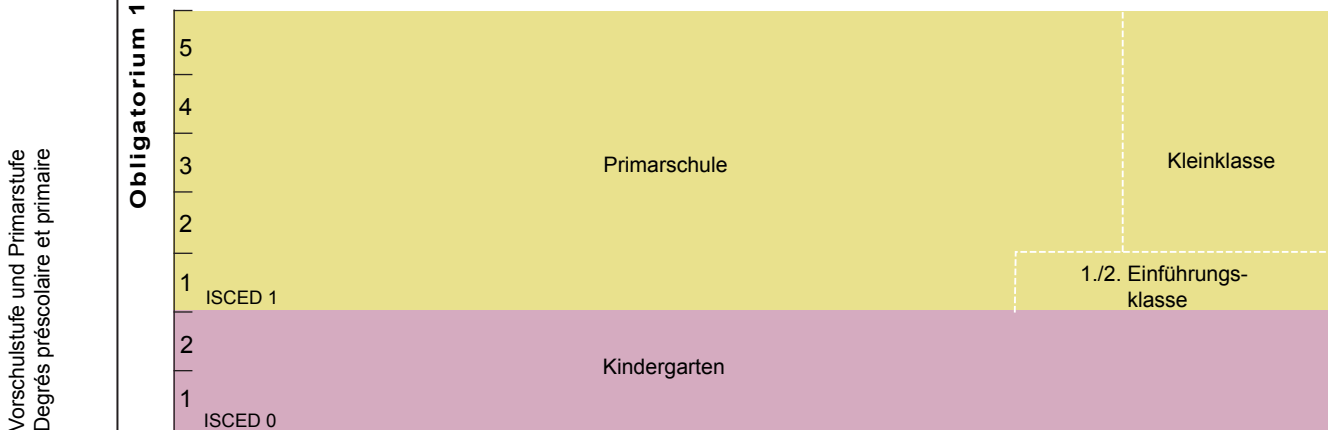 Vorschulstufe und Primarstufe
Degrés préscolaire et primaire
Obligatorium 1
5
4
3
2
1
ISCED 1
2
1
ISCED 0
Primarschule
Kleinklasse
1./2. Einführungs-
klasse
Kindergarten